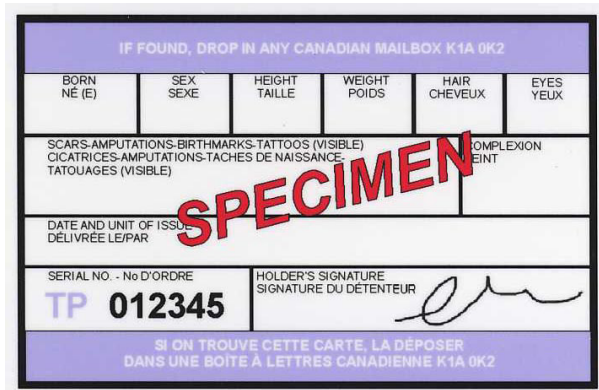 IF FOUND, DROP IN ANY CANADIAN MAILBOX K1A 0K2
BORN SEX HEIGHT WEIGHT HAIR EYES
NÉ (E) SEXE TAILLE POIDS CHEVEUX YEUX
SCARS-AMPUTATIONS-BIRTHMARKS-TATTOOS (VISIBLE)
CICATRICES-AMPUTATIONS-TACHES DE NAISSANCE-
TATOUAGES (VISIBLE)
COMPLEXION
TEINT
SPECIMEN
DATE AND UNIT OF ISSUE
DÉLIVRÉE LE/PAR
SERIAL NO. - No D'ORDRE
TP 012345
HOLDER'S SIGNATURE
SIGNATURE DU DÉTENTEUR
SI ON TROUVE CETTE CARTE, LA DÉPOSER
DANS UNE BOÎTE À LETTRES CANADIENNE K1A 0K2